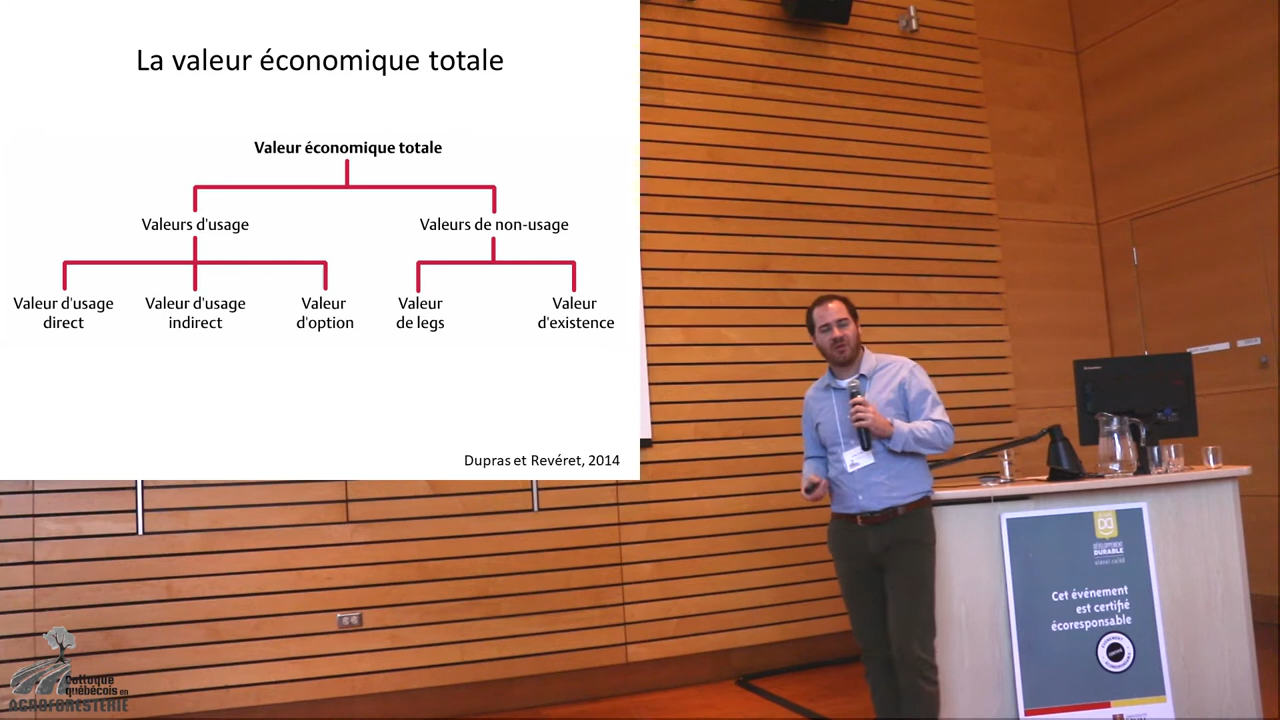 La valeur économique totale
Valeur économique totale
Valeurs d'usage
Valeurs de non-usage
Valeur d'usage
direct
Valeur d'usage
indirect
Valeur
d'option
Valeur
de legs
Valeur
d'existence
Dupras et Revéret, 2014
DÉVELOPPEMENT
DURABLE
Cet événement
est certifié
écoresponsable
Colloque
québécois en
AGROFORESTERIE